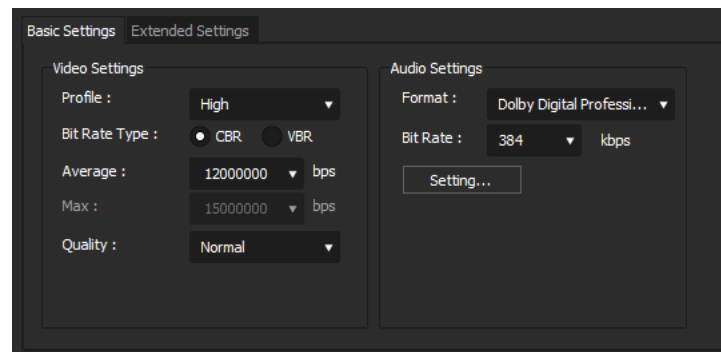 Basic Settings Extended Settings
Video Settings
Profile : High
Bit Rate Type : CBR VBR
Average : 12000000 bps
Max : 15000000 bps
Quality : Normal
Audio Settings
Format : Dolby Digital Professi...
Bit Rate : 384 kbps
Setting...